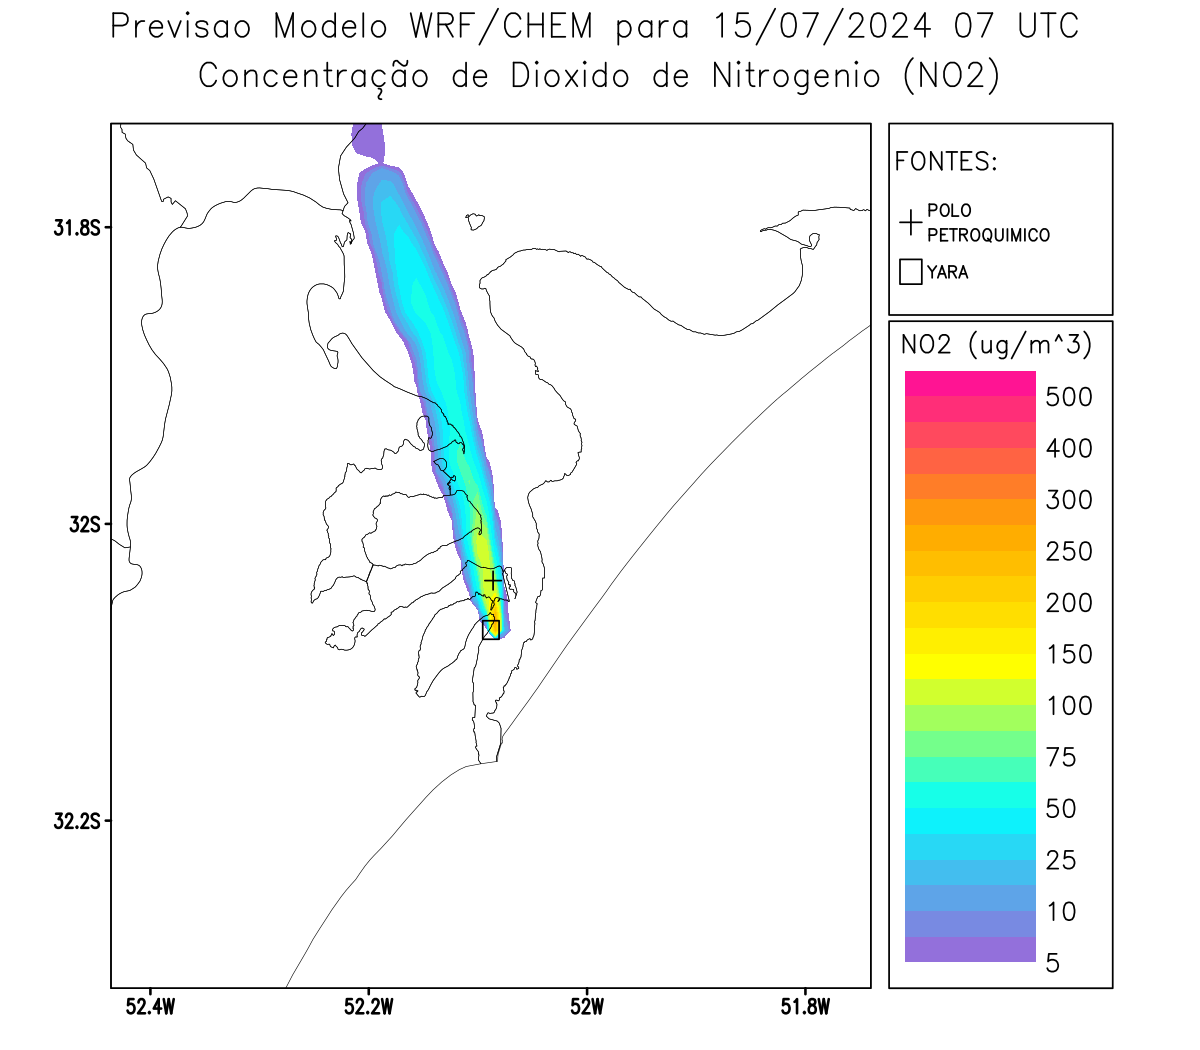 Previsao Modelo WRF/CHEM para 15/07/2024 07 UTC
Concentração de Dioxido de Nitrogenio (NO2)
FONTES:
POLO
PETROQUIMICO
YARA
NO2 (ug/m^3)
500
400
300
250
200
150
100
75
50
25
10
5
31.8S
32S
32.2S
52.4W
52.2W
52W
51.8W